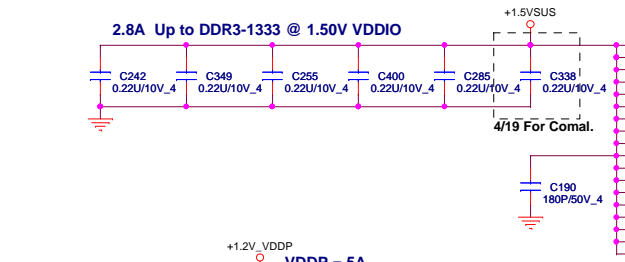 +1.5VSUS
2.8A Up to DDR3-1333 @ 1.50V VDDIO
C242
0.22U/10V_4
C349
0.22U/10V_4
C255
0.22U/10V_4
C400
0.22U/10V_4
C285
0.22U/10V_4
C338
0.22U/10V_4
4/19 For Comal.
C190
180P/50V_4
+1.2V_VDDP
VDDP = 5A